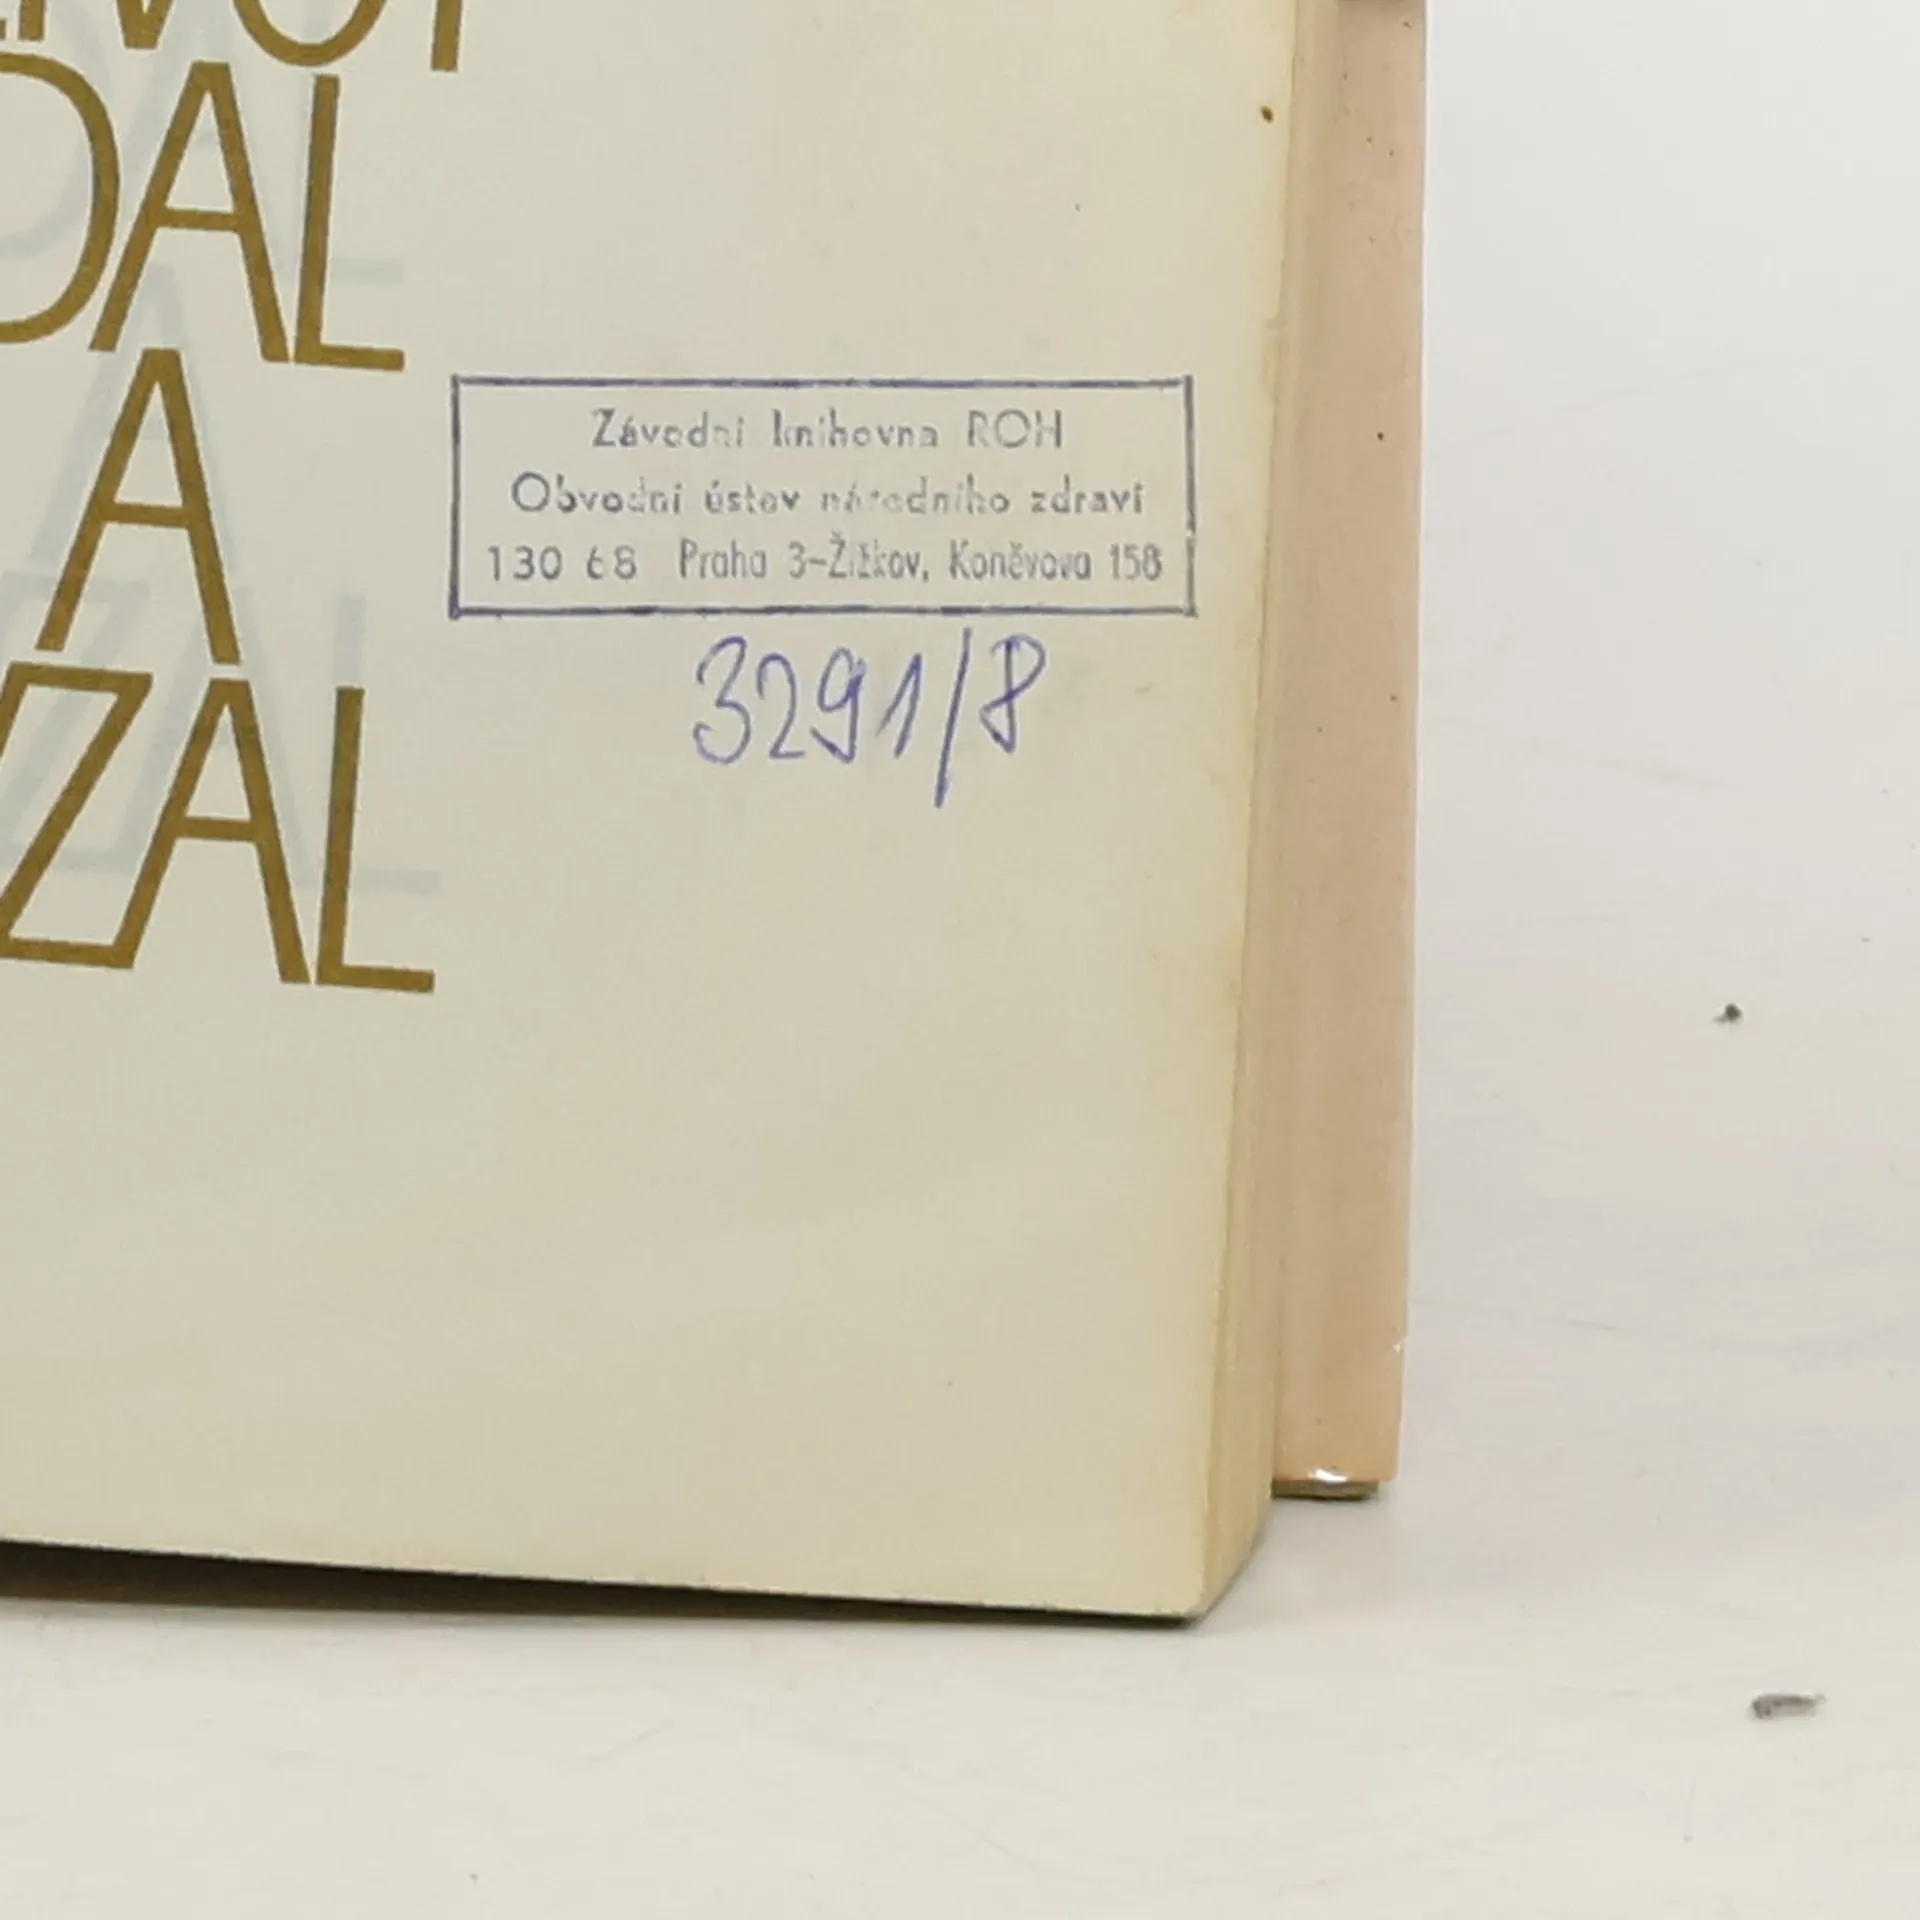 DAL
A
ZAL
Závodní knihovna ROH
Obvodní ústav národního zdraví
130 68 Praha 3-Žižkov, Koněvova 158
3291/8